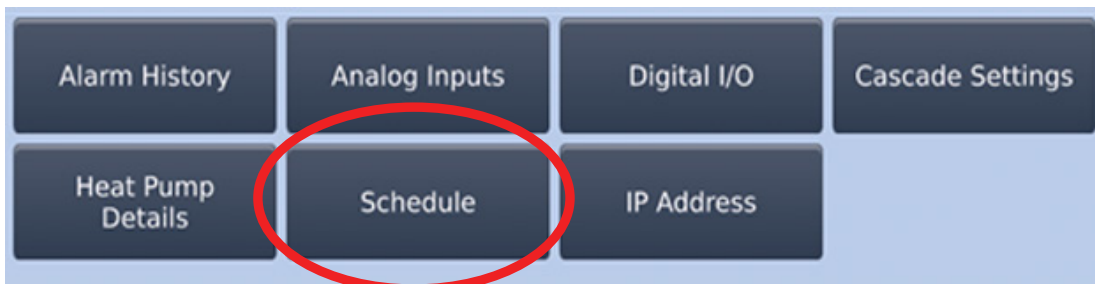 Alarm History
Analog Inputs
Digital I/O
Cascade Settings
Heat Pump
Details
Schedule
IP Address